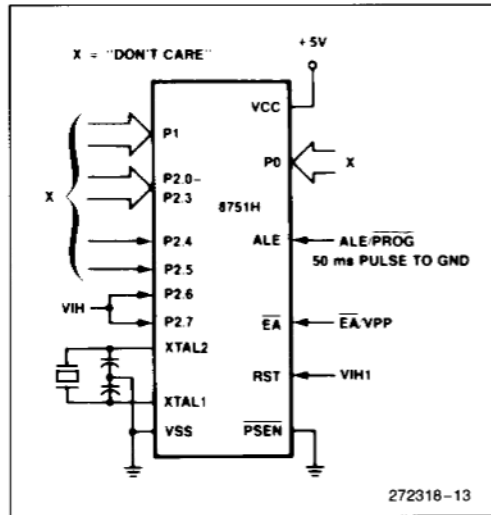 X = "DON'T CARE"
+5V
VCC
P1
P0
X
P2.0–
P2.3
X
8751H
P2.4
ALE
ALE/PROG
50 ms PULSE TO GND
P2.5
P2.6
VIH
P2.7
EA
EA/VPP
XTAL2
RST
VIH1
XTAL1
VSS
PSEN
272318–13